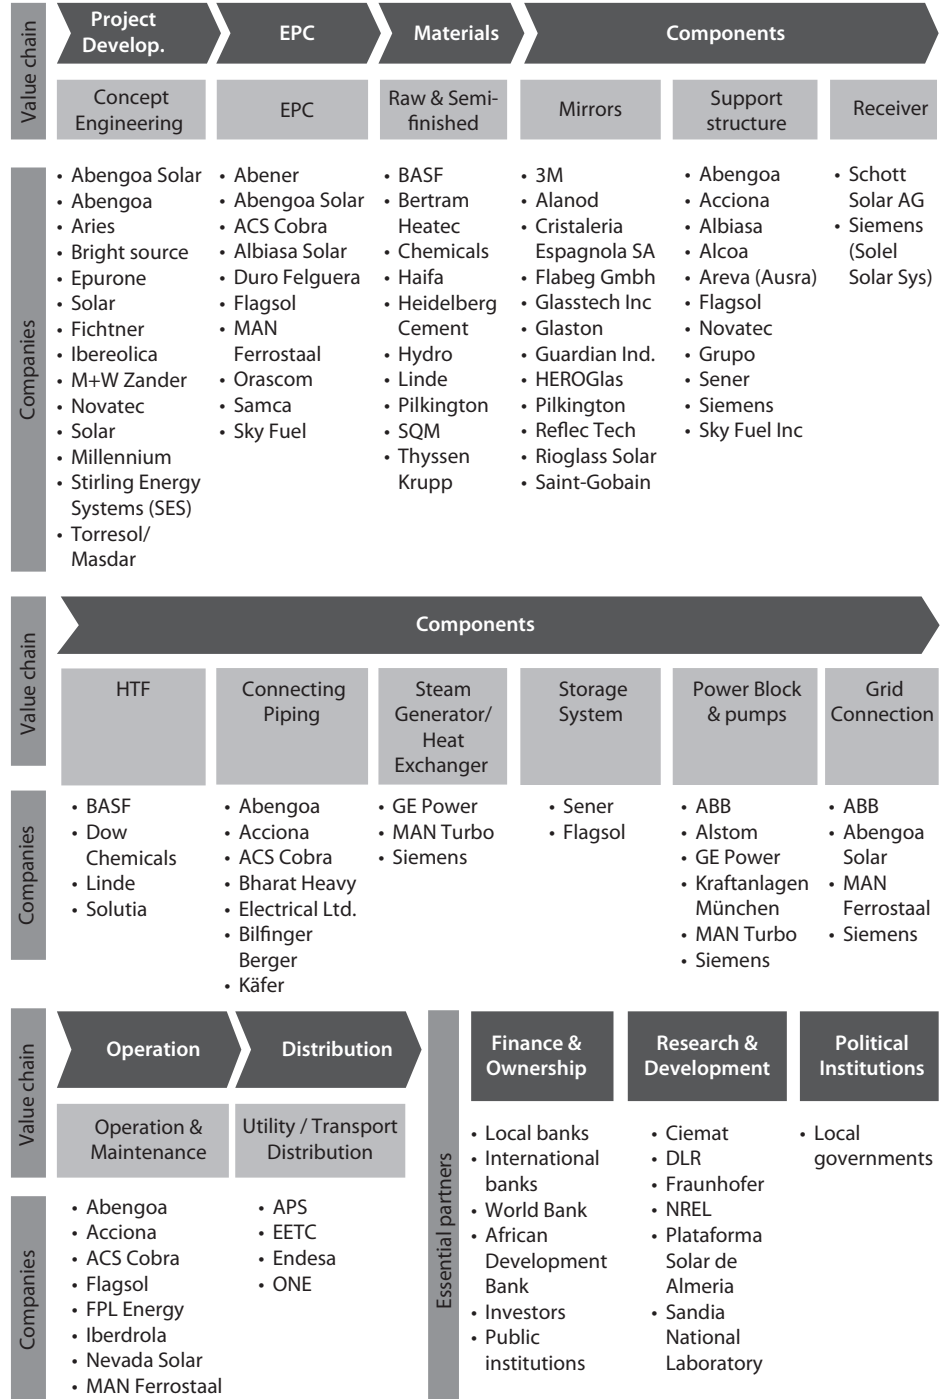 Value chain
Project
Develop.
EPC
Materials
Components
Concept
Engineering
EPC
Raw & Semi-
finished
Mirrors
Support
structure
Receiver
Companies
• Abengoa Solar
• Abengoa
• Aries
• Bright source
• Epurone
• Solar
• Fichtner
• Ibereolica
• M+W Zander
• Novatec
• Solar
• Millennium
• Stirling Energy
Systems (SES)
• Torresol/
Masdar
• Abener
• Abengoa Solar
• ACS Cobra
• Albiasa Solar
• Duro Felguera
• Flagsol
• MAN
Ferrostaal
• Orascom
• Samca
• Sky Fuel
• BASF
• Bertram
Heatec
• Chemicals
• Haifa
• Heidelberg
Cement
• Hydro
• Linde
• Pilkington
• SQM
• Thyssen
Krupp
• 3M
• Alanod
• Cristaleria
Espagnola SA
• Flabeg Gmbh
• Glasstech Inc
• Glaston
• Guardian Ind.
• HEROGlas
• Pilkington
• Reflec Tech
• Rioglass Solar
• Saint-Gobain
• Abengoa
• Acciona
• Albiasa
• Alcoa
• Areva (Ausra)
• Flagsol
• Novatec
• Grupo
• Sener
• Siemens
• Sky Fuel Inc
• Schott
Solar AG
• Siemens
(Solel
Solar Sys)
Value chain
Components
HTF
Connecting
Piping
Steam
Generator/
Heat
Exchanger
Storage
System
Power Block
& pumps
Grid
Connection
Companies
• BASF
• Dow
Chemicals
• Linde
• Solutia
• Abengoa
• Acciona
• ACS Cobra
• Bharat Heavy
• Electrical Ltd.
• Bilfinger
Berger
• Käfer
• GE Power
• MAN Turbo
• Siemens
• Sener
• Flagsol
• ABB
• Alstom
• GE Power
• Kraftanlagen
München
• MAN Turbo
• Siemens
• ABB
• Abengoa
Solar
• MAN
Ferrostaal
• Siemens
Value chain
Operation
Distribution
Operation &
Maintenance
Utility / Transport
Distribution
Companies
• Abengoa
• Acciona
• ACS Cobra
• Flagsol
• FPL Energy
• Iberdrola
• Nevada Solar
• MAN Ferrostaal
• APS
• EETC
• Endesa
• ONE
Essential partners
Finance &
Ownership
Research &
Development
Political
Institutions
• Local banks
• International
banks
• World Bank
• African
Development
Bank
• Investors
• Public
institutions
• Ciemat
• DLR
• Fraunhofer
• NREL
• Plataforma
Solar de
Almeria
• Sandia
National
Laboratory
• Local
governments